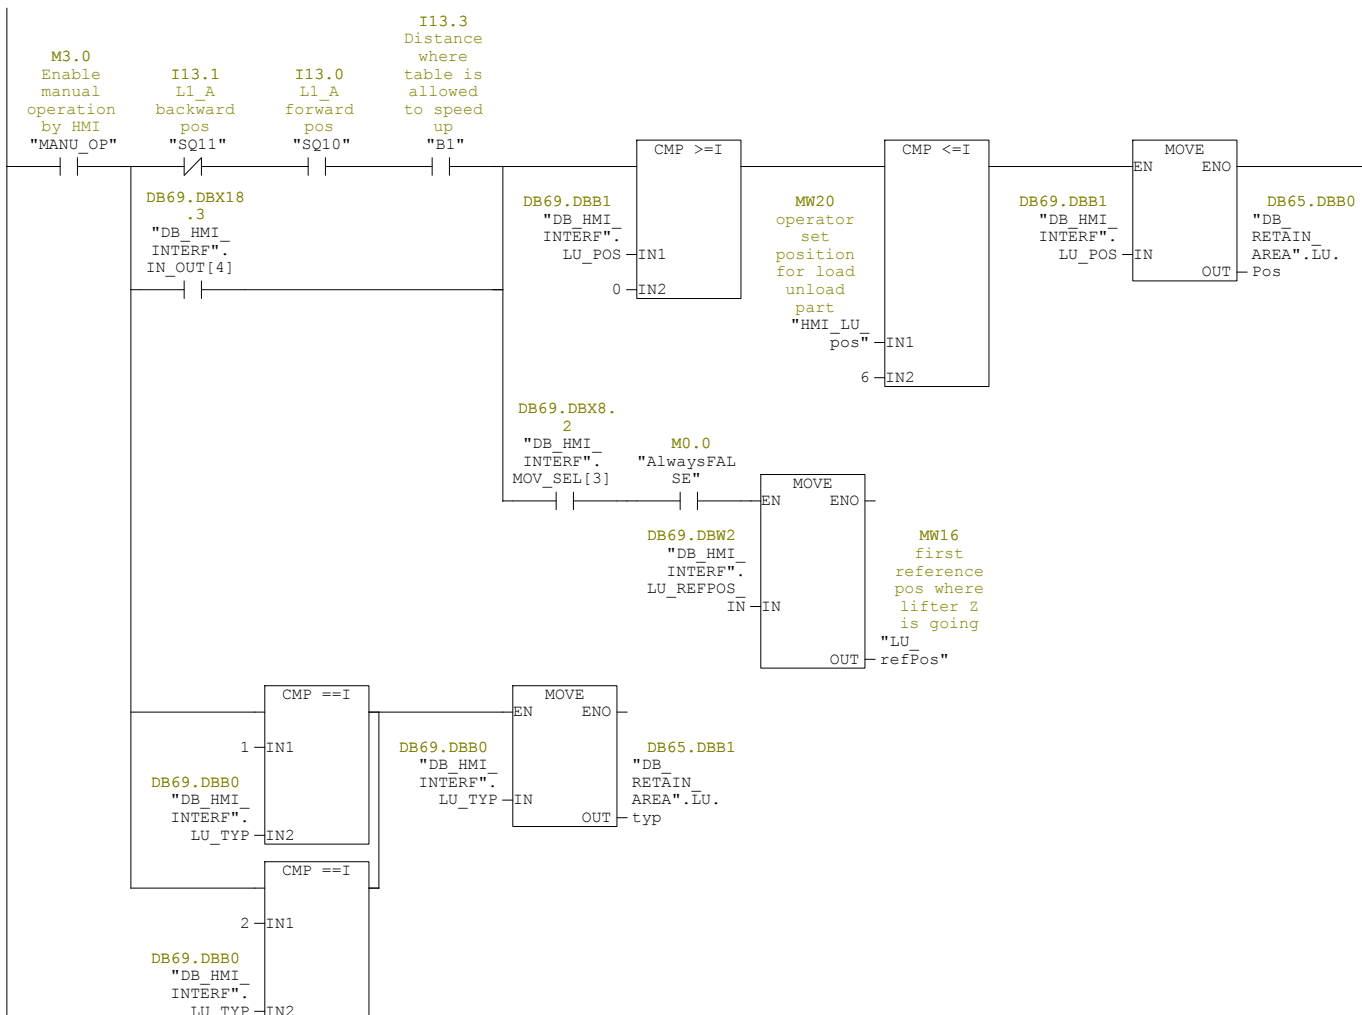 M3.0
Enable
manual
operation
by HMI
"MANU_OP"
I13.1
L1_A
backward
pos
"SQ11"
I13.0
L1_A
forward
pos
"SQ10"
I13.3
Distance
where
table is
allowed
to speed
up
"B1"
DB69.DBX18
.3
"DB_HMI_
INTERF".
IN_OUT[4]
CMP >=I
DB69.DBB1
"DB_HMI_
INTERF".
LU_POS
IN1
0
IN2
CMP <=I
MW20
operator
set
position
for load
unload
part
"HMI_LU_
pos"
IN1
6
IN2
MOVE
EN
ENO
DB69.DBB1
"DB_HMI_
INTERF".
LU_POS
IN
OUT
DB65.DBB0
"DB_
RETAIN_
AREA".LU.
Pos
DB69.DBX8.
2
"DB_HMI_
INTERF".
MOV_SEL[3]
M0.0
"AlwaysFAL
SE"
MOVE
EN
ENO
DB69.DBW2
"DB_HMI_
INTERF".
LU_REFPOS_
IN
IN
OUT
MW16
first
reference
pos where
lifter Z
is going
"LU_
refPos"
CMP ==I
1
IN1
DB69.DBB0
"DB_HMI_
INTERF".
LU_TYP
IN2
MOVE
EN
ENO
DB69.DBB0
"DB_HMI_
INTERF".
LU_TYP
IN
OUT
DB65.DBB1
"DB_
RETAIN_
AREA".LU.
typ
CMP ==I
2
IN1
DB69.DBB0
"DB_HMI_
INTERF".
LU_TYP
IN2